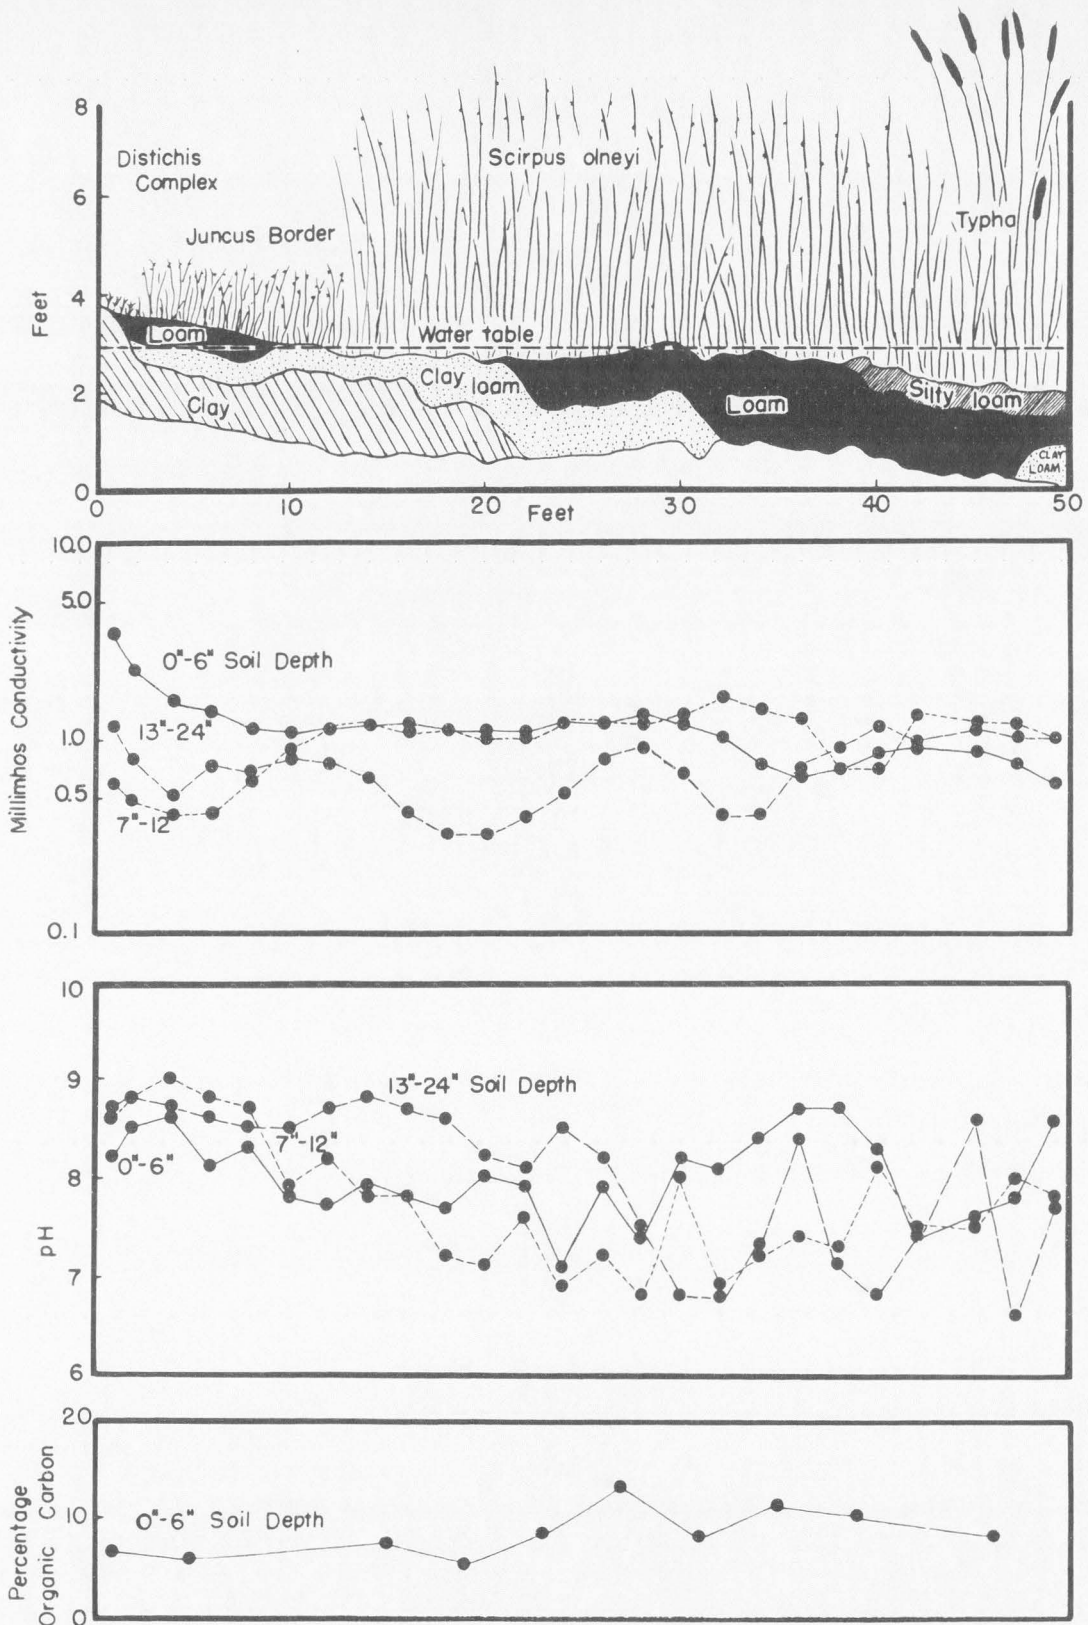 8
Distichis
Complex
Scirpus olneyi
6
Typha
Juncus Border
4
Feet
Loam
Water table
Clay loam
2
Clay
Silty loam
Loam
CLAY
LOAM
0
0 10 20 30 40 50
Feet
10.0
5.0
0"-6" Soil Depth
13"-24"
1.0
Millimhos Conductivity
0.5
7"-12
0.1
10
9
13"-24" Soil Depth
7"-12"
0"-6"
8
pH
7
6
20
Percentage
Organic Carbon
10
0"-6" Soil Depth
0